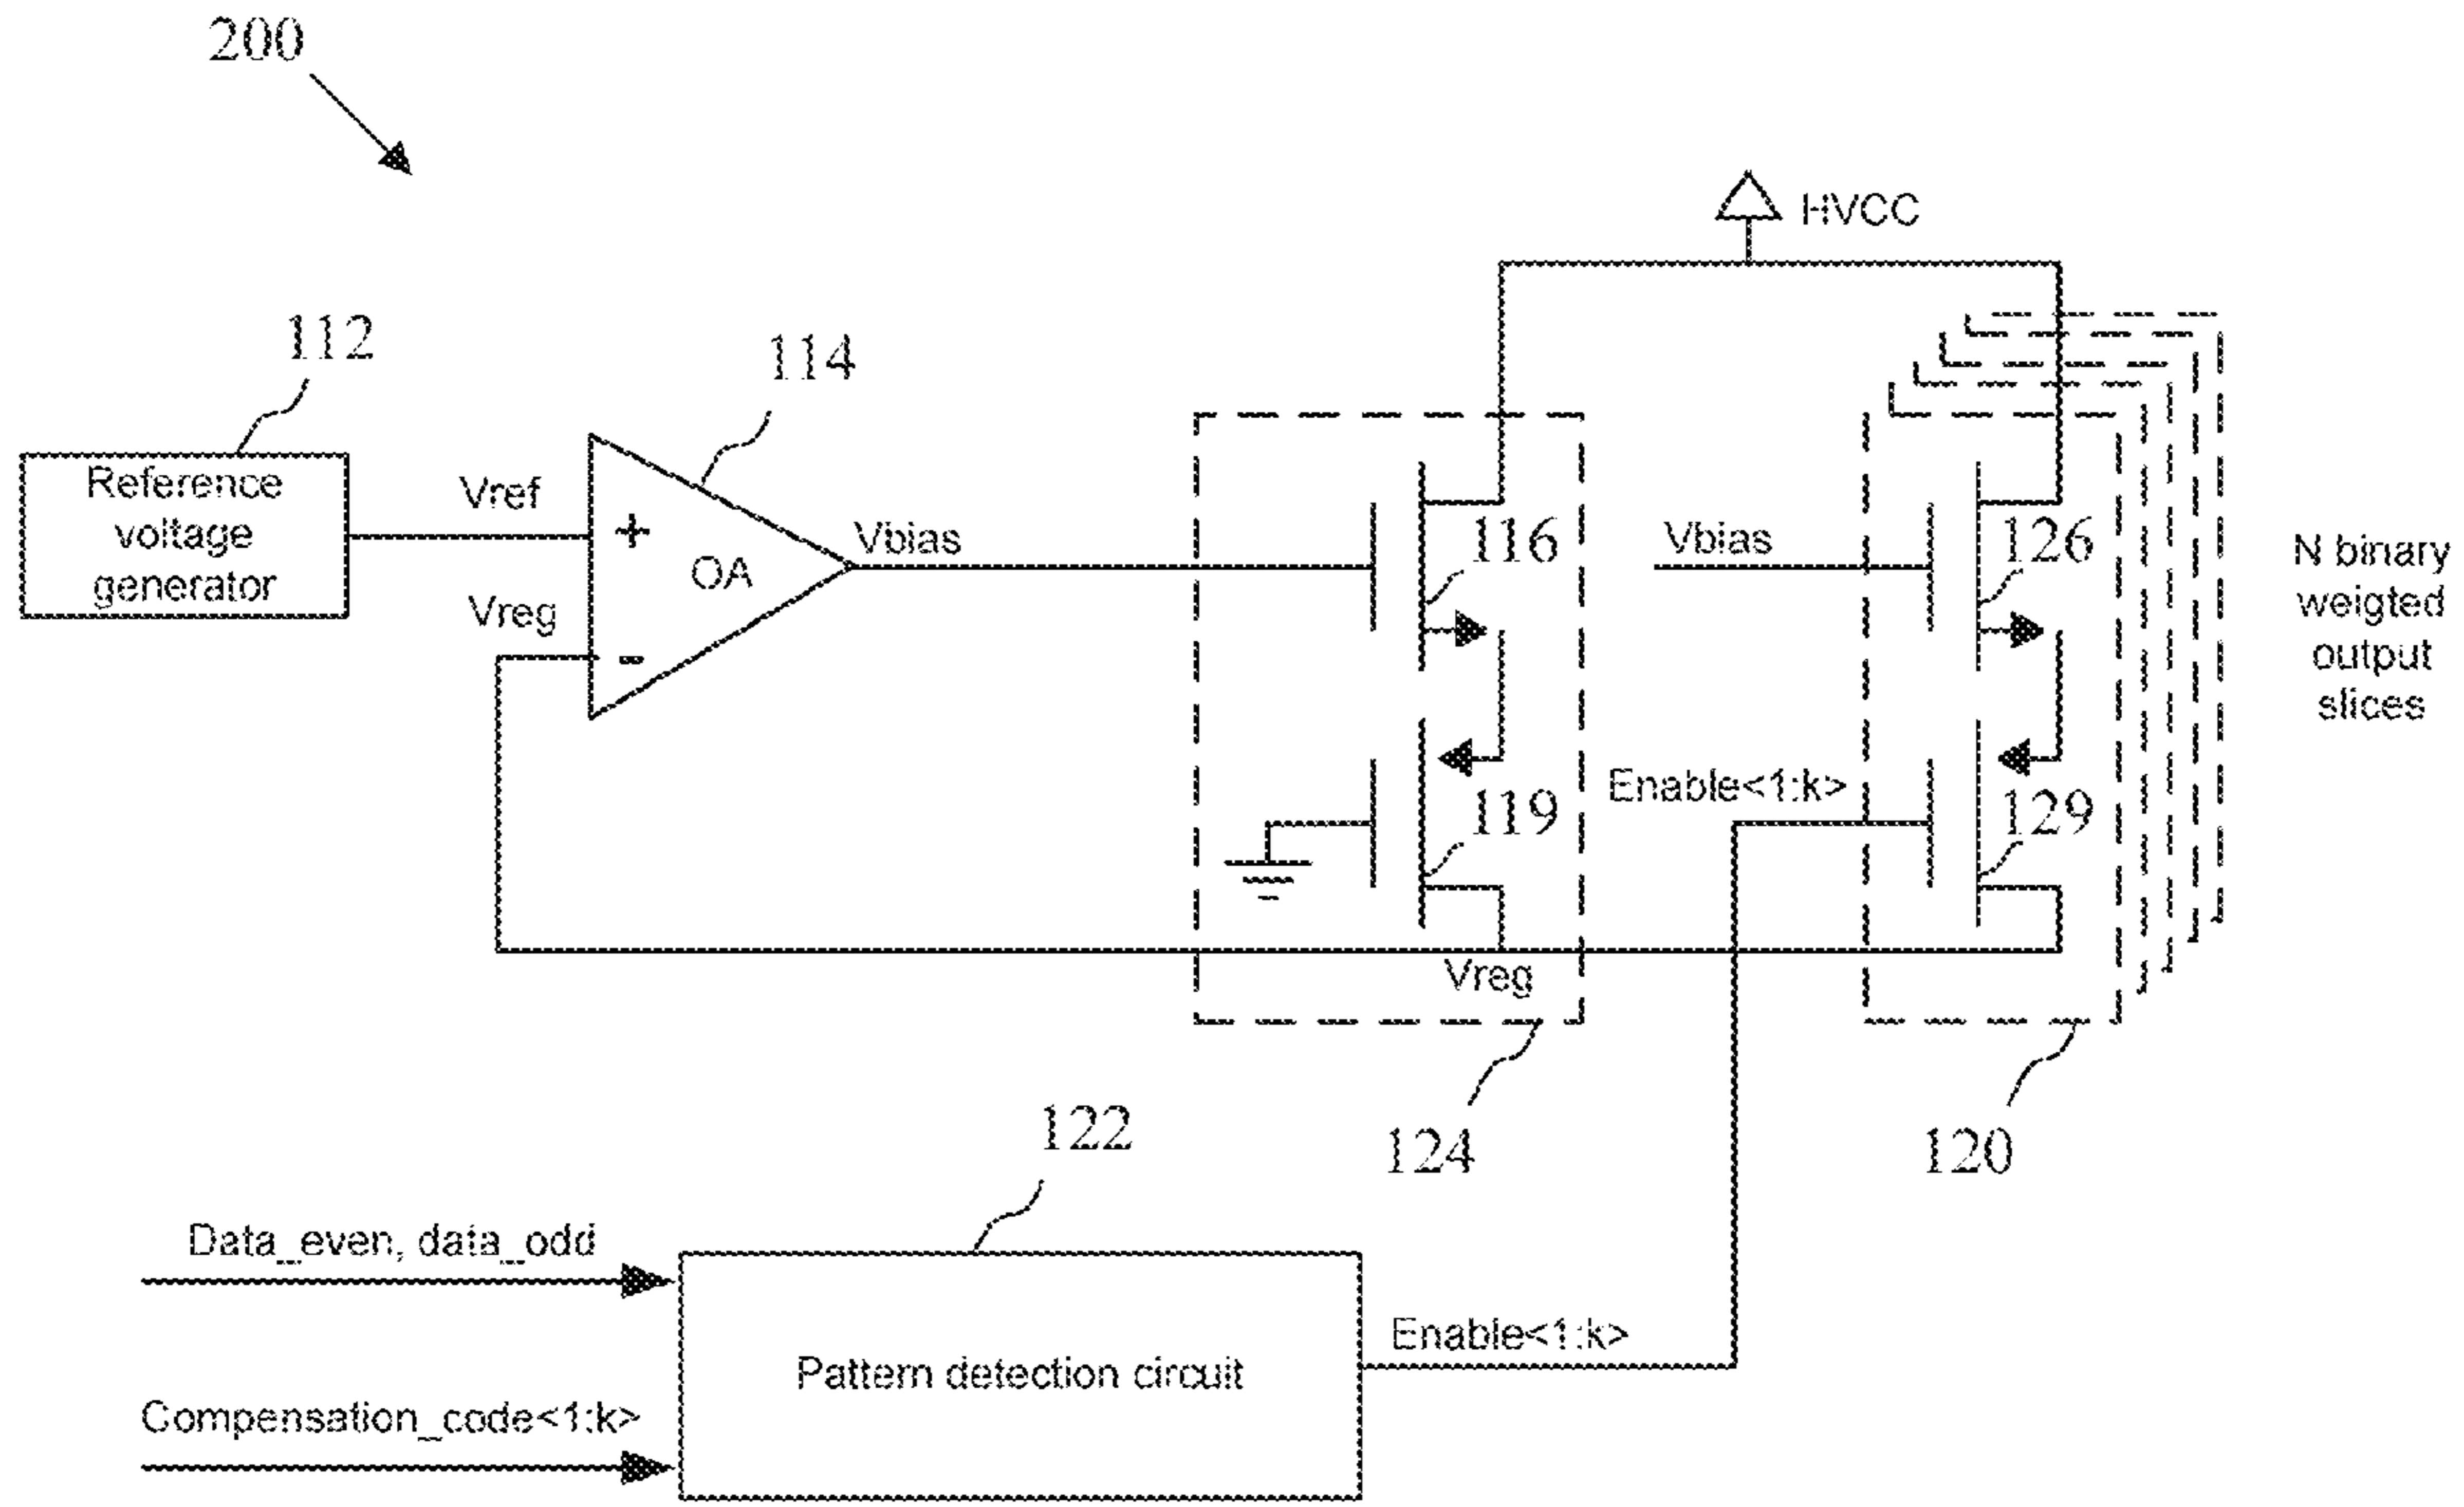 200
HVCC
112
114
Reference
voltage
generator
Vref
+
OA
Vreg
-
Vbias
116
Vbias
126
N binary
weigted
output
slices
Enable<1:k>
119
129
Vreg
124
120
122
Data_even, data_odd
Enable<1:k>
Pattern detection circuit
Compensation_code<1:k>